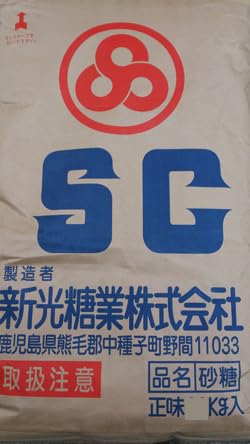 SC
製造者
新光糖業株式会社
鹿児島県熊毛郡中種子町野間11033
取扱注意
品名 砂糖
正味 Kg入